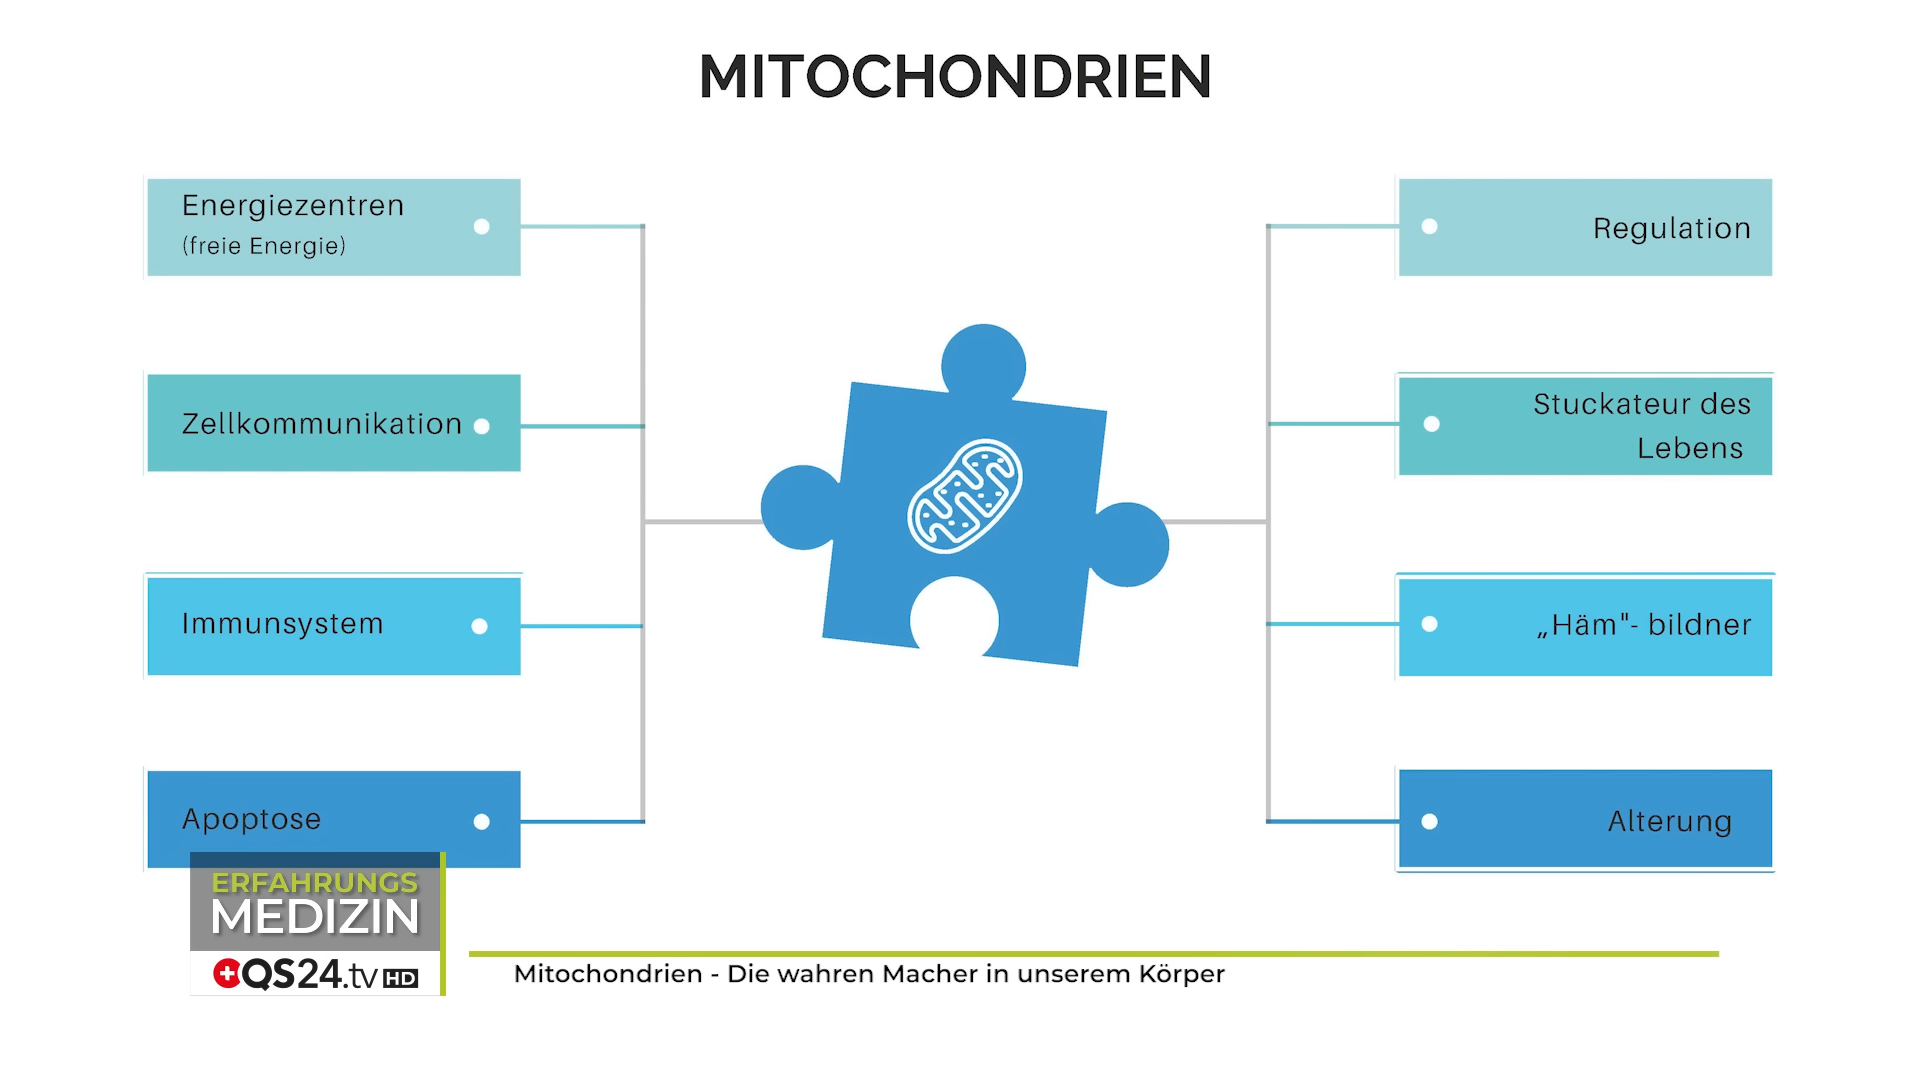 MITOCHONDRIEN
Energiezentren
(freie Energie)
Zellkommunikation
Immunsystem
Apoptose
Regulation
Stuckateur des
Lebens
„Häm"- bildner
Alterung
ERFAHRUNGS
MEDIZIN
QS24.tv HD
Mitochondrien - Die wahren Macher in unserem Körper